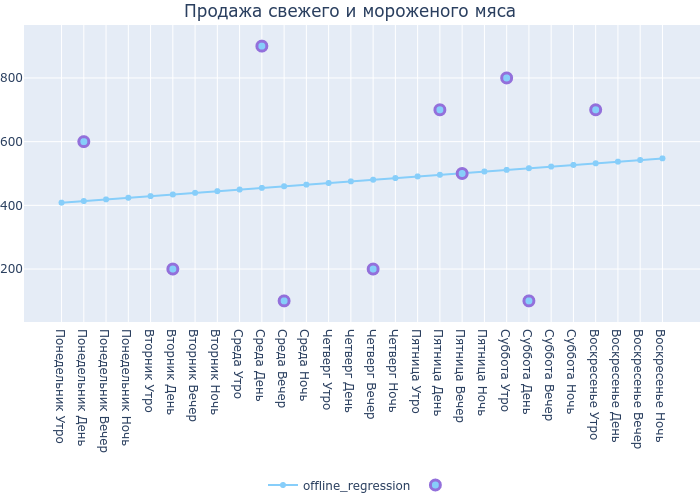 Продажа свежего и мороженого мяса
800
600
400
200
Понедельник Утро
Понедельник День
Понедельник Вечер
Понедельник Ночь
Вторник Утро
Вторник День
Вторник Вечер
Вторник Ночь
Среда Утро
Среда День
Среда Вечер
Среда Ночь
Четверг Утро
Четверг День
Четверг Вечер
Четверг Ночь
Пятница Утро
Пятница День
Пятница Вечер
Пятница Ночь
Суббота Утро
Суббота День
Суббота Вечер
Суббота Ночь
Воскресенье Утро
Воскресенье День
Воскресенье Вечер
Воскресенье Ночь
offline_regression